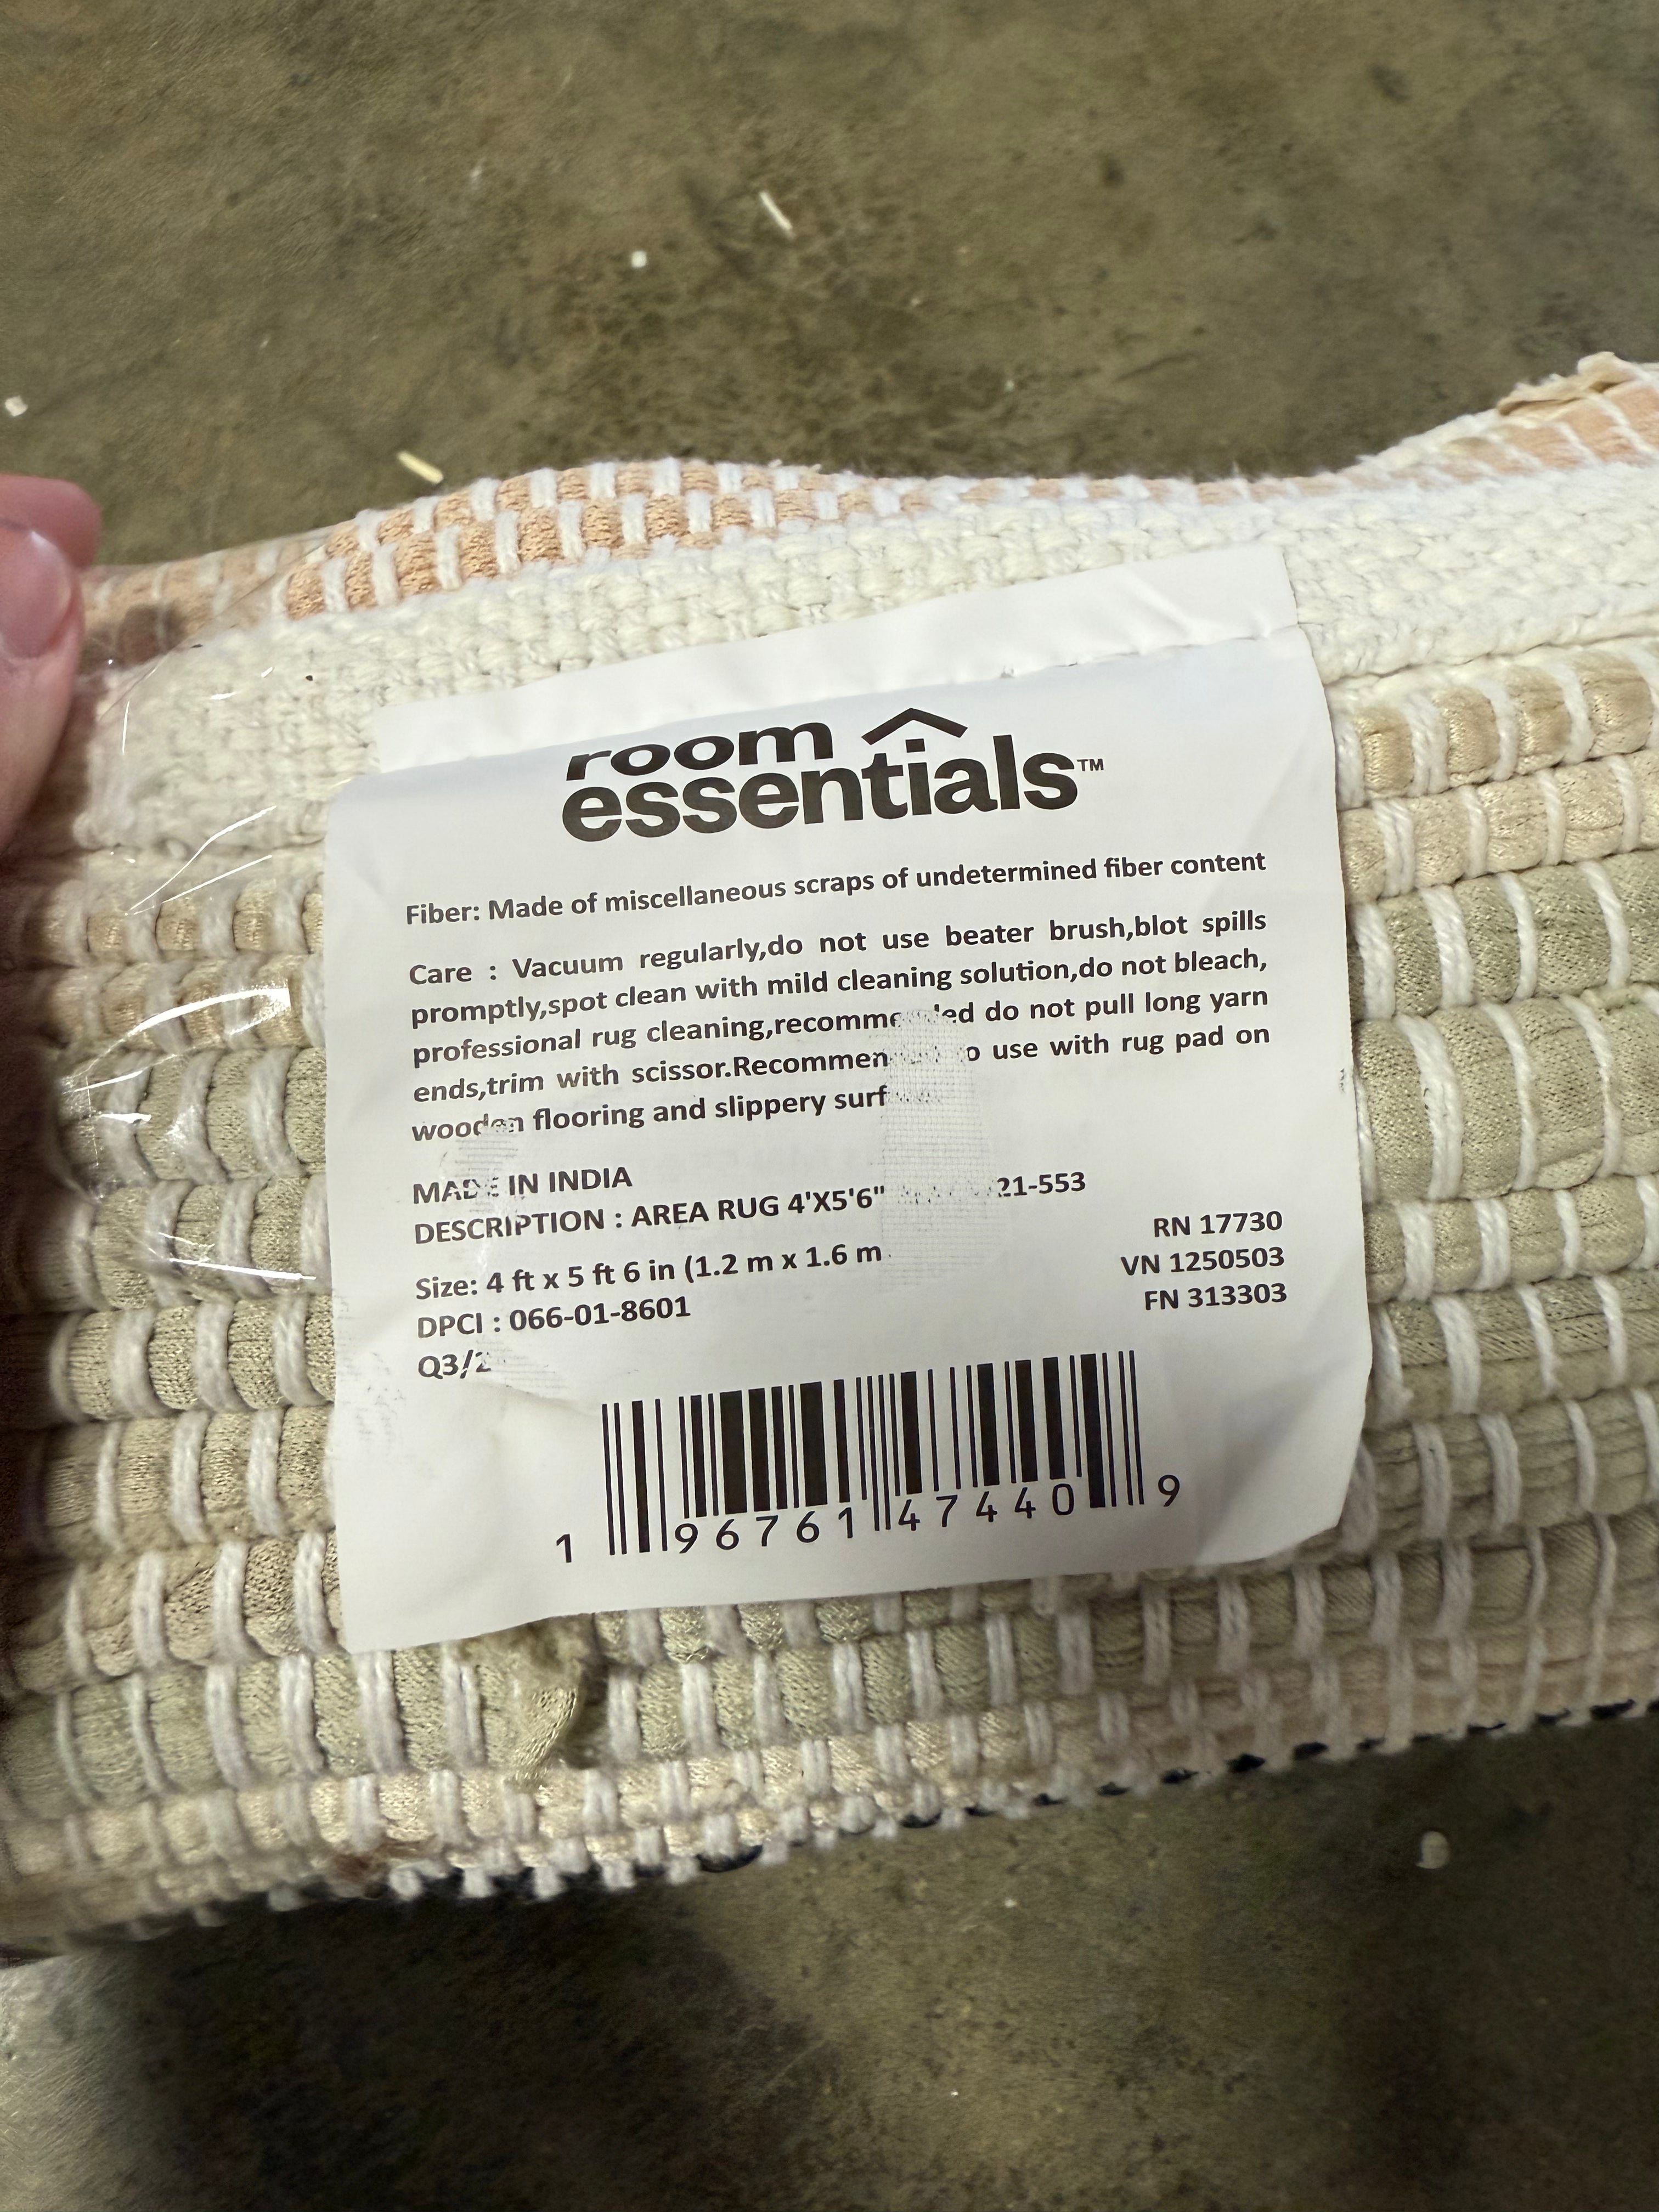 room
essentials™
Fiber: Made of miscellaneous scraps of undetermined fiber content
Care : Vacuum regularly,do not use beater brush,blot spills
promptly,spot clean with mild cleaning solution,do not bleach,
professional rug cleaning,recommended do not pull long yarn
ends,trim with scissor.Recommen o use with rug pad on
wooden flooring and slippery surf
MADE IN INDIA
DESCRIPTION : AREA RUG 4'X5'6" 21-553
RN 17730
Size: 4 ft x 5 ft 6 in (1.2 m x 1.6 m
VN 1250503
DPCI : 066-01-8601
FN 313303
Q3/2
1 96761 47440 9